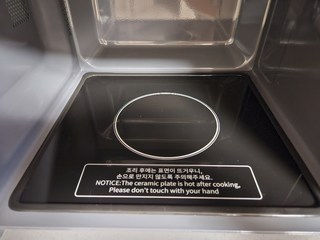 조리 후에는 표면이 뜨거우니,
손으로 만지지 않도록 주의해주세요.
NOTICE:The ceramic plate is hot after cooking,
Please don't touch with your hand